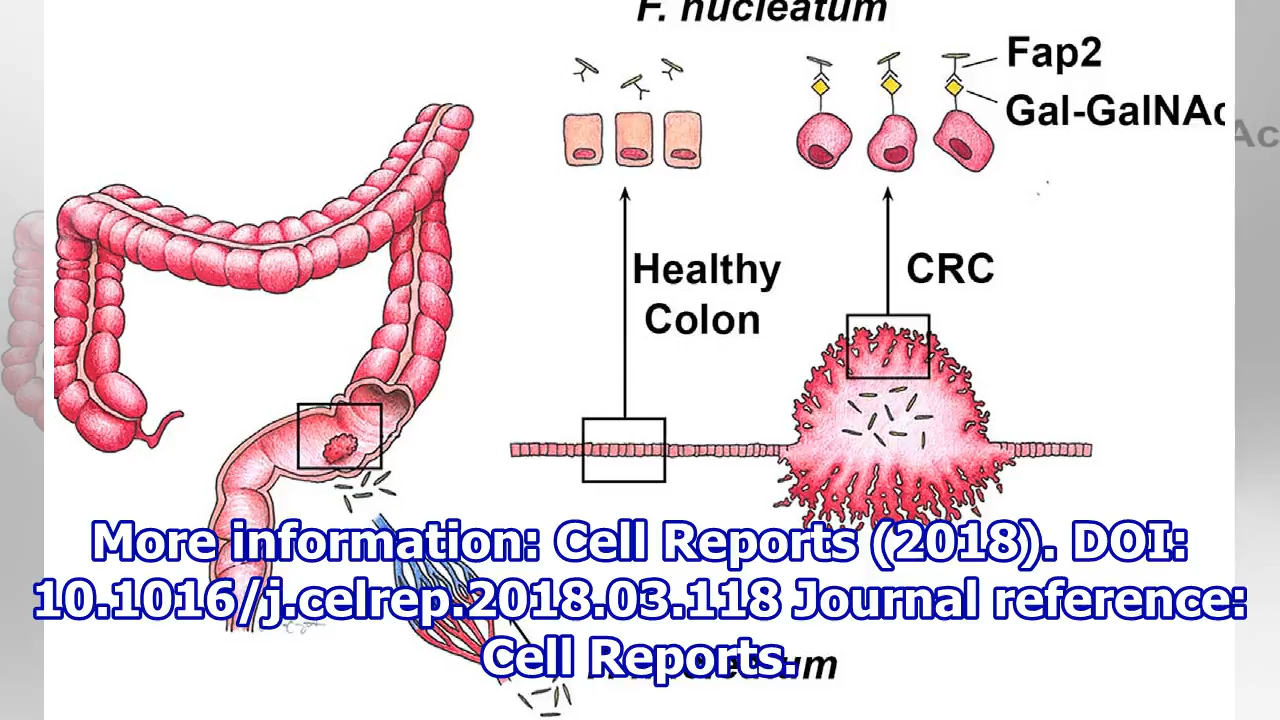 F. nucleatum
Fap2
Gal-GalNAc
Ac
Healthy
Colon
CRC
More information: Cell Reports (2018). DOI:
10.1016/j.celrep.2018.03.118 Journal reference:
Cell Reports.